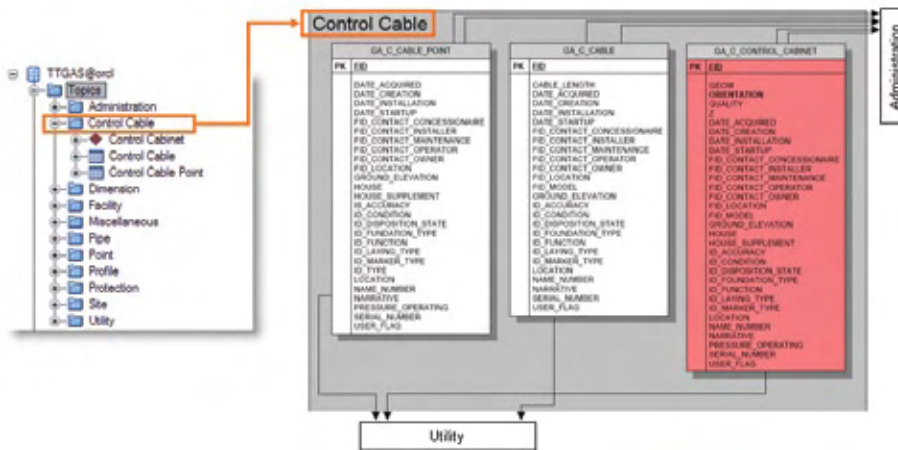 Control Cable
TTGAS@orcl
Topics
Administration
Control Cable
Control Cabinet
Control Cable
Control Cable Point
Dimension
Facility
Miscellaneous
Pipe
Point
Profile
Protection
Site
Utility
GA_C_CABLE_POINT
PK EID
DATE_ACQUIRED
DATE_CREATION
DATE_INSTALLATION
DATE_STARTUP
FID_CONTACT_CONCESSIONAIRE
FID_CONTACT_INSTALLER
FID_CONTACT_MAINTENANCE
FID_CONTACT_OPERATOR
FID_CONTACT_OWNER
FID_LOCATION
GROUND_ELEVATION
HOUSE
HOUSE_SUPPLEMENT
ID_ACCURACY
ID_CONDITION
ID_DISPOSITION_STATE
ID_FOUNDATION_TYPE
ID_FUNCTION
ID_LAYING_TYPE
ID_MARKER_TYPE
ID_TYPE
LOCATION
NAME_NUMBER
NARRATIVE
PRESSURE_OPERATING
SERIAL_NUMBER
USER_FLAG
GA_C_CABLE
PK EID
CABLE_LENGTH
DATE_ACQUIRED
DATE_CREATION
DATE_INSTALLATION
DATE_STARTUP
FID_CONTACT_CONCESSIONAIRE
FID_CONTACT_INSTALLER
FID_CONTACT_MAINTENANCE
FID_CONTACT_OPERATOR
FID_CONTACT_OWNER
FID_LOCATION
FID_MODEL
GROUND_ELEVATION
ID_ACCURACY
ID_CONDITION
ID_DISPOSITION_STATE
ID_FOUNDATION_TYPE
ID_FUNCTION
ID_LAYING_TYPE
ID_MARKER_TYPE
LOCATION
NAME_NUMBER
NARRATIVE
SERIAL_NUMBER
USER_FLAG
GA_C_CONTROL_CABINET
PK EID
GEOM
ORIENTATION
QUALITY
Z
DATE_ACQUIRED
DATE_CREATION
DATE_INSTALLATION
DATE_STARTUP
FID_CONTACT_CONCESSIONAIRE
FID_CONTACT_INSTALLER
FID_CONTACT_MAINTENANCE
FID_CONTACT_OPERATOR
FID_CONTACT_OWNER
FID_LOCATION
FID_MODEL
GROUND_ELEVATION
HOUSE
HOUSE_SUPPLEMENT
ID_ACCURACY
ID_CONDITION
ID_DISPOSITION_STATE
ID_FOUNDATION_TYPE
ID_FUNCTION
ID_LAYING_TYPE
ID_MARKER_TYPE
LOCATION
NAME_NUMBER
NARRATIVE
PRESSURE_OPERATING
SERIAL_NUMBER
USER_FLAG
Administration
Utility